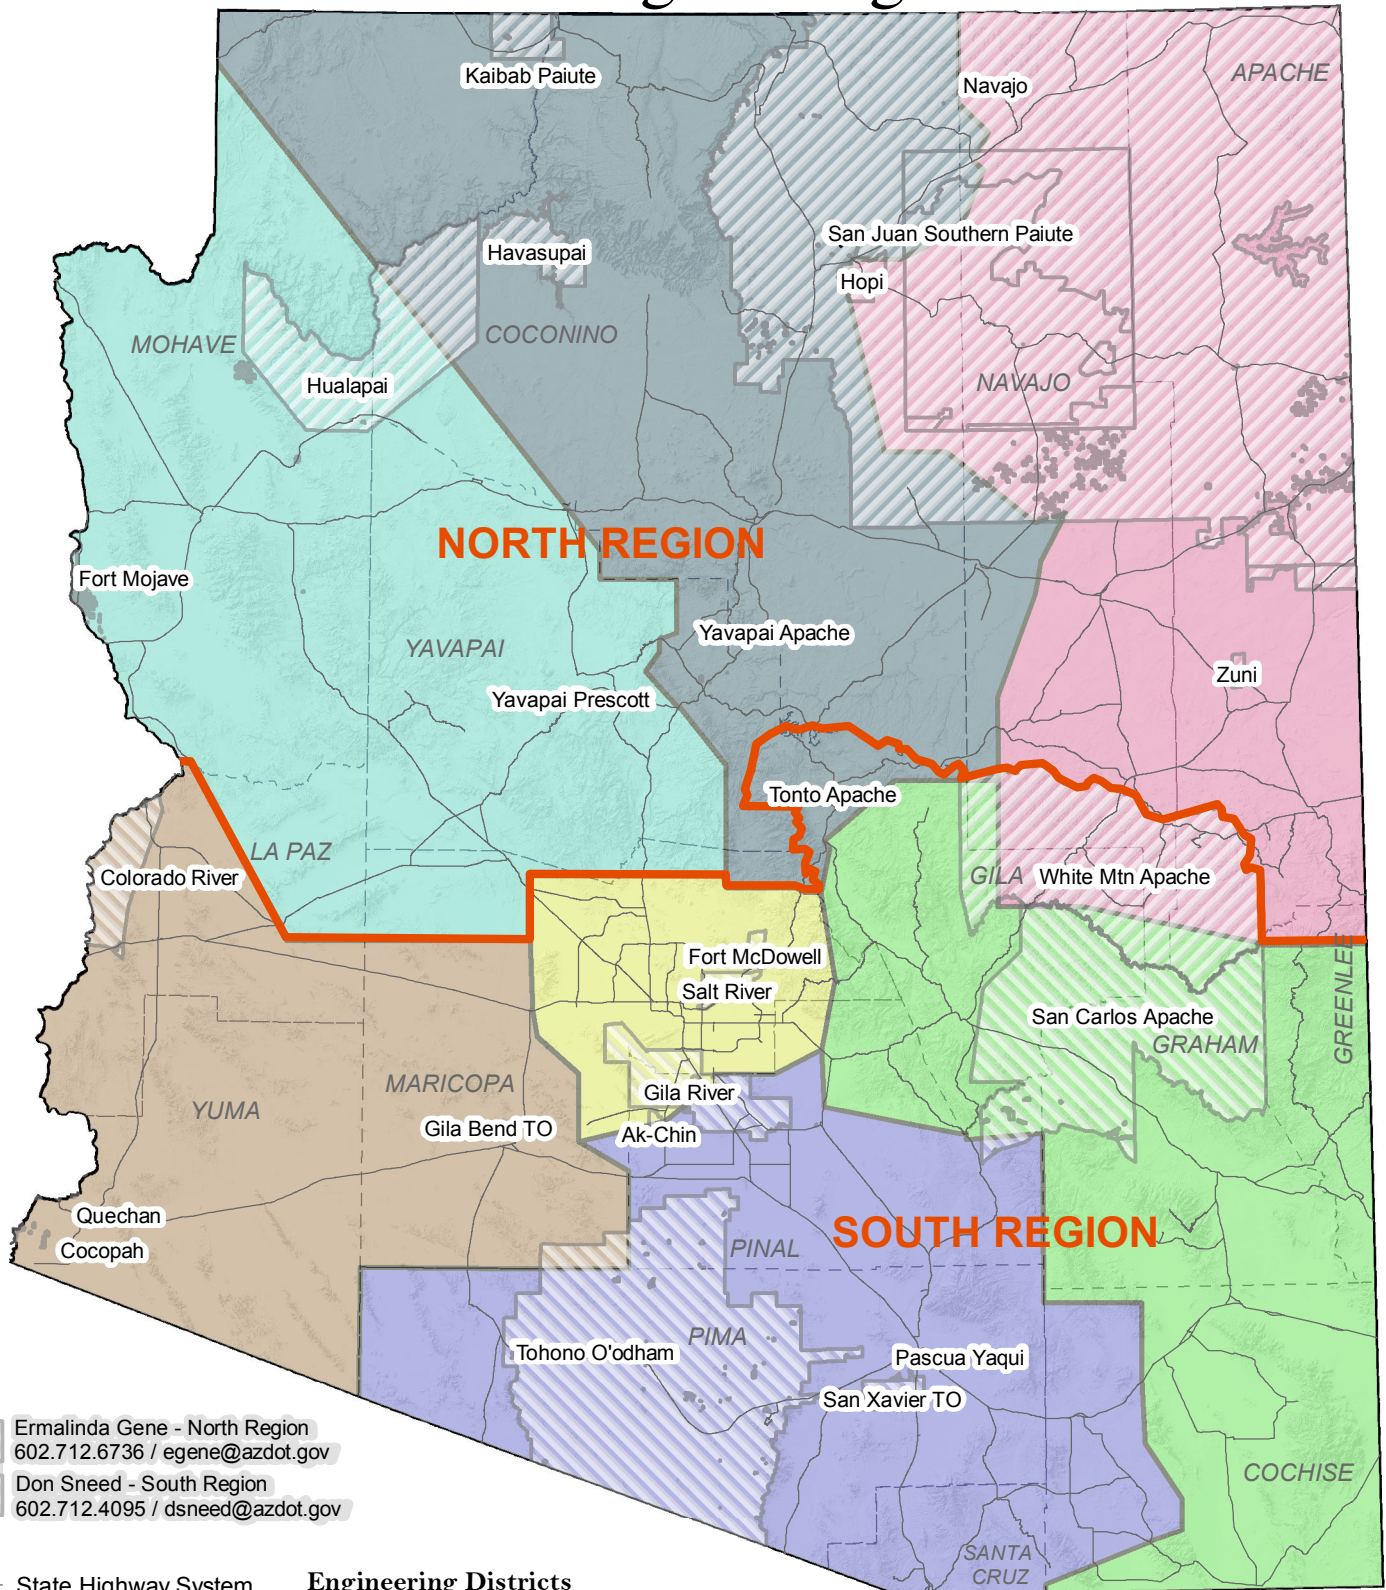 Kaibab Paiute
APACHE
Navajo
San Juan Southern Paiute
Havasupai
Hopi
MOHAVE
COCONINO
Hualapai
NAVAJO
NORTH REGION
Fort Mojave
Yavapai Apache
YAVAPAI
Zuni
Yavapai Prescott
Tonto Apache
LA PAZ
Colorado River
GILA
White Mtn Apache
Fort McDowell
Salt River
GREENLEE
San Carlos Apache
GRAHAM
MARICOPA
Gila River
YUMA
Gila Bend TO
Ak-Chin
Quechan
Cocopah
PINAL
SOUTH REGION
PIMA
Tohono O'odham
Pascua Yaqui
San Xavier TO
Ermalinda Gene - North Region
602.712.6736 / egene@azdot.gov
Don Sneed - South Region
602.712.4095 / dsneed@azdot.gov
COCHISE
SANTA
CRUZ
State Highway System
Engineering Districts